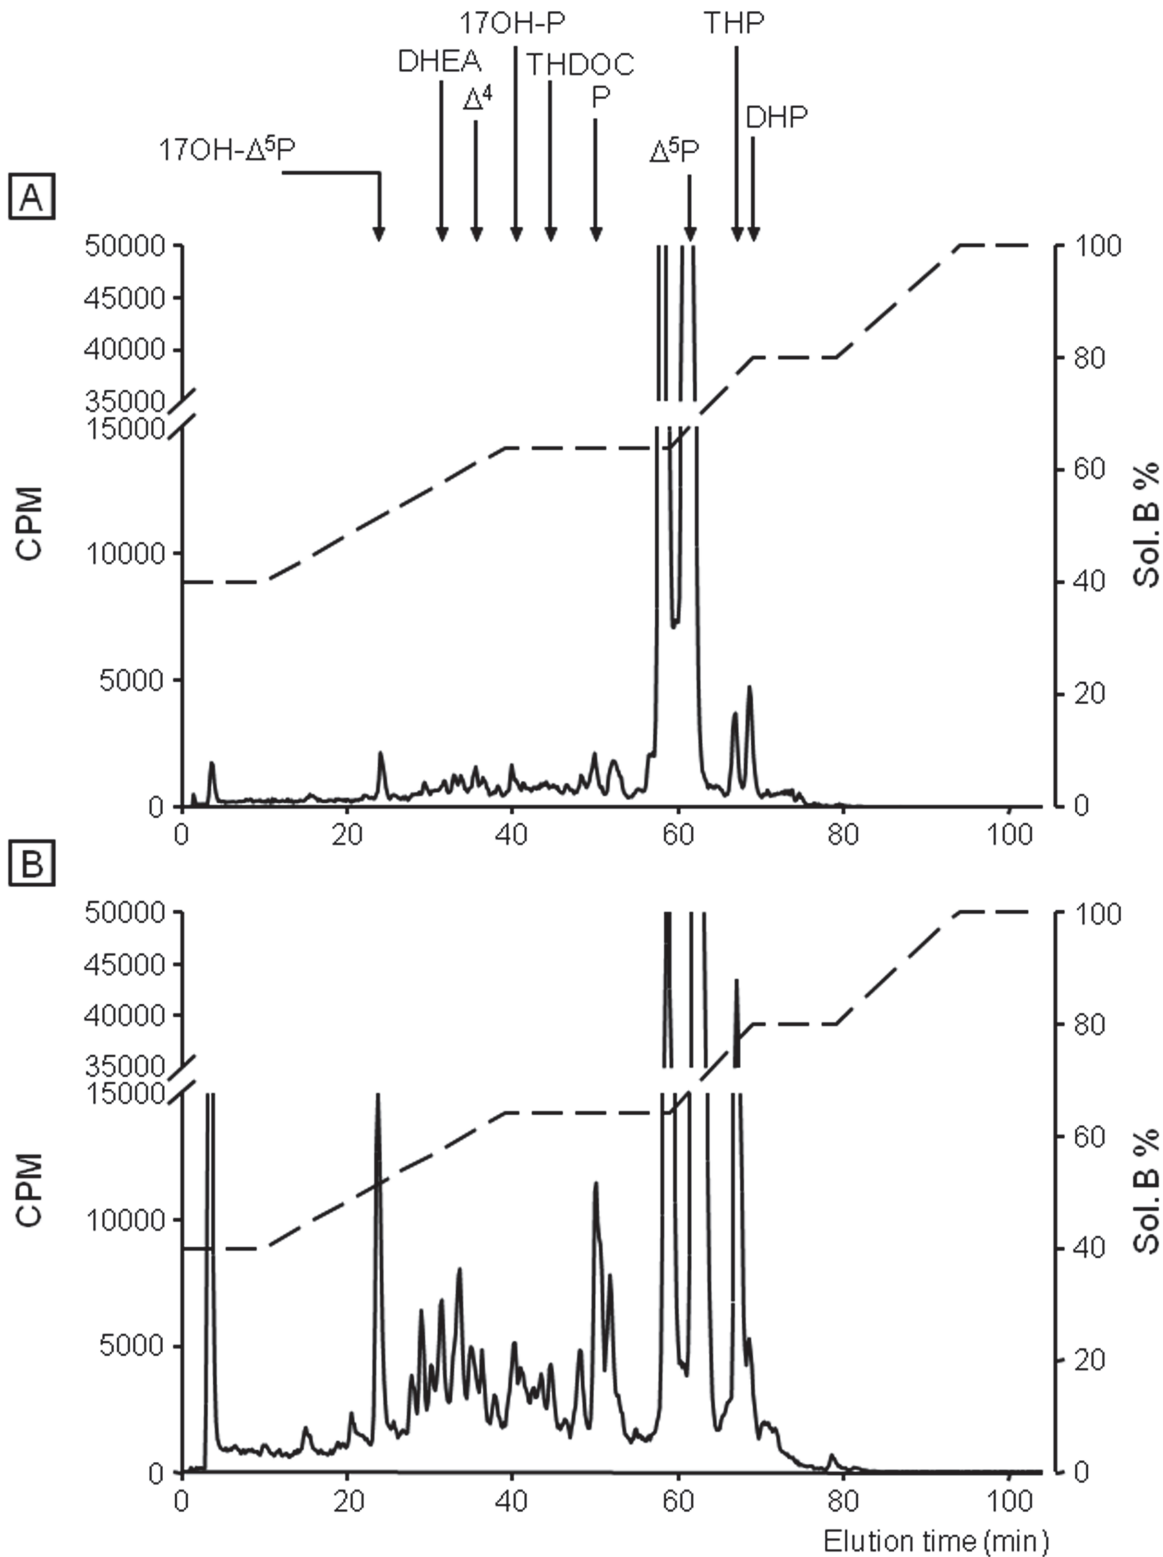 17OH-P THP
DHEA THDOC
Δ⁴ P DHP
17OH-Δ⁵P Δ⁵P
A
50000 100
45000
40000 80
35000
15000
60
CPM Sol. B %
10000
40
5000
20
0 0
0 20 40 60 80 100
B
50000 100
45000
40000 80
35000
15000
60
CPM Sol. B %
10000
40
5000
20
0 0
0 20 40 60 80 100
Elution time (min)